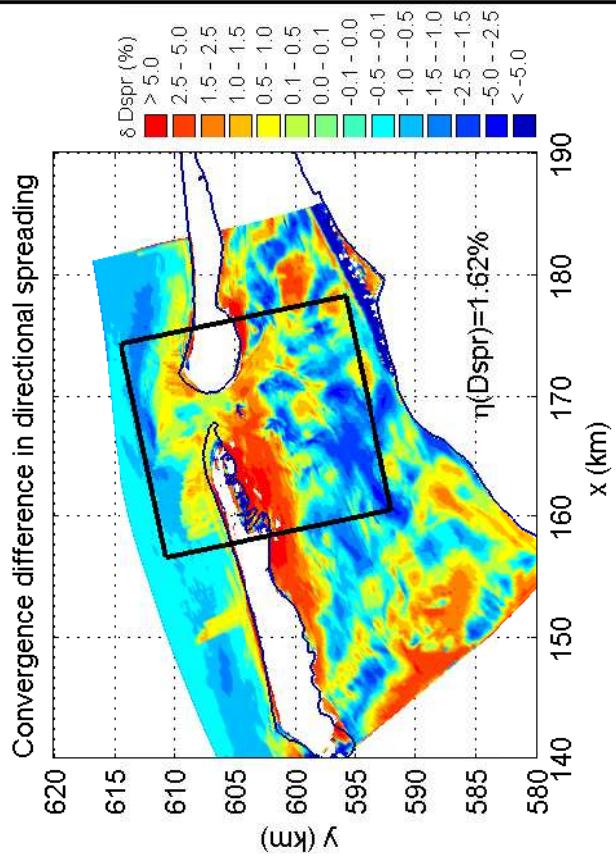 Convergence difference in directional spreading
δ Dspr (%)
> 5.0
2.5 - 5.0
1.5 - 2.5
1.0 - 1.5
0.5 - 1.0
0.1 - 0.5
0.0 - 0.1
-0.1 - 0.0
-0.5 - -0.1
-1.0 - -0.5
-1.5 - -1.0
-2.5 - -1.5
-5.0 - -2.5
< -5.0
620
615
610
605
600
595
590
585
580
y (km)
η(Dspr)=1.62%
140
150
160
170
180
190
x (km)